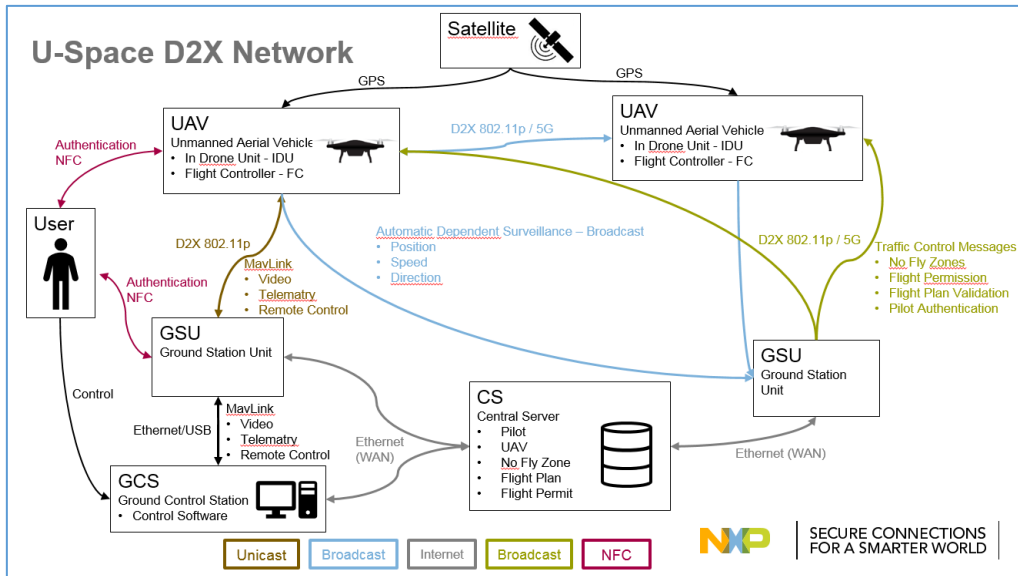 U-Space D2X Network
Satellite
GPS
GPS
UAV
Unmanned Aerial Vehicle
• In Drone Unit - IDU
• Flight Controller - FC
D2X 802.11p / 5G
UAV
Unmanned Aerial Vehicle
• In Drone Unit - IDU
• Flight Controller - FC
Authentication
NFC
User
D2X 802.11p
MavLink
• Video
• Telematry
• Remote Control
Automatic Dependent Surveillance – Broadcast
• Position
• Speed
• Direction
D2X 802.11p / 5G
Traffic Control Messages
• No Fly Zones
• Flight Permission
• Flight Plan Validation
• Pilot Authentication
Authentication
NFC
GSU
Ground Station Unit
GSU
Ground Station
Unit
Control
Ethernet/USB
MavLink
• Video
• Telematry
• Remote Control
Ethernet
(WAN)
CS
Central Server
• Pilot
• UAV
• No Fly Zone
• Flight Plan
• Flight Permit
Ethernet (WAN)
GCS
Ground Control Station
• Control Software
Unicast
Broadcast
Internet
Broadcast
NFC
NXP
SECURE CONNECTIONS
FOR A SMARTER WORLD